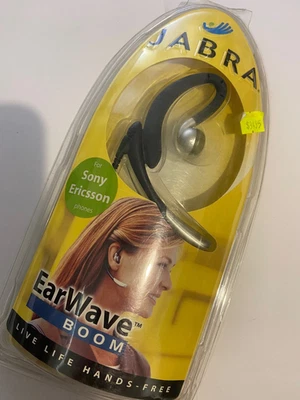 JABRA
for
Sony
Ericsson
phones
EarWave™
BOOM
LIVE LIFE HANDS-FREE